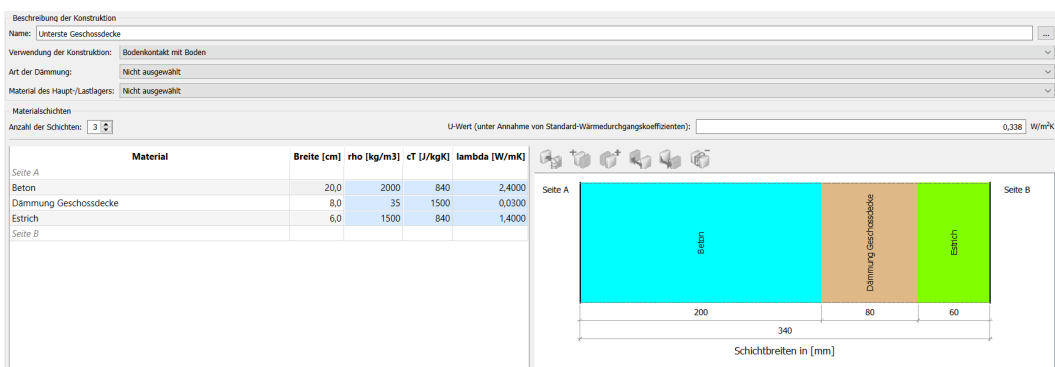 Beschreibung der Konstruktion
Name: Unterste Geschossdecke ...
Verwendung der Konstruktion: Bodenkontakt mit Boden
Art der Dämmung: Nicht ausgewählt
Material des Haupt-/Lastlagers: Nicht ausgewählt
Materialschichten
Anzahl der Schichten: 3 U-Wert (unter Annahme von Standard-Wärmedurchgangskoeffizienten): 0,338 W/m²K
Material Breite [cm] rho [kg/m3] cT [J/kgK] lambda [W/mK]
Seite A
Beton 20,0 2000 840 2,4000
Dämmung Geschossdecke 8,0 35 1500 0,0300
Estrich 6,0 1500 840 1,4000
Seite B
Seite A Seite B
Beton
Dämmung Geschossdecke
Estrich
200 80 60
340
Schichtbreiten in [mm]